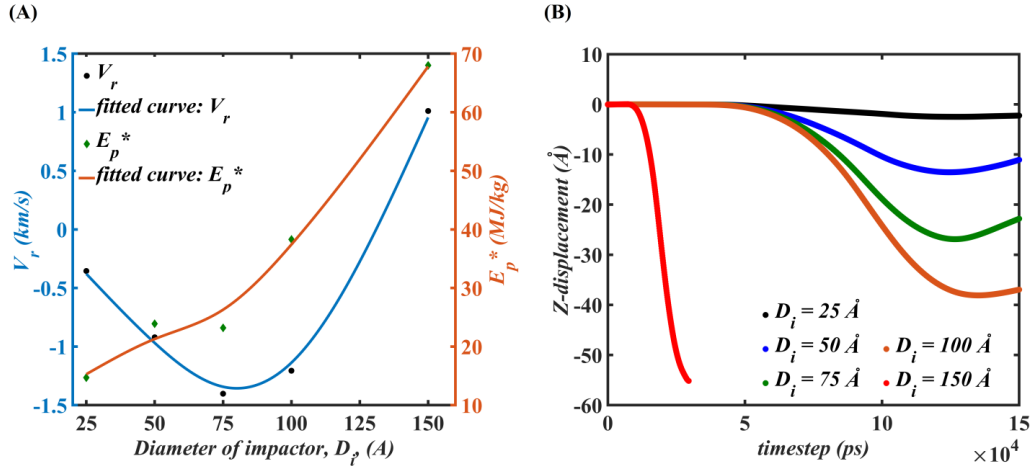 (A)
V_r
fitted curve: V_r
E_p*
fitted curve: E_p*
1.5
1
0.5
0
-0.5
-1
-1.5
V_r (km/s)
70
60
50
40
30
20
10
E_p* (MJ/kg)
25 50 75 100 125 150
Diameter of impactor, D_i, (A)
(B)
10
0
-10
-20
-30
-40
-50
-60
Z-displacement (Å)
D_i = 25 Å
D_i = 50 Å
D_i = 75 Å
D_i = 100 Å
D_i = 150 Å
0 5 10 15
timestep (ps)
×10^4